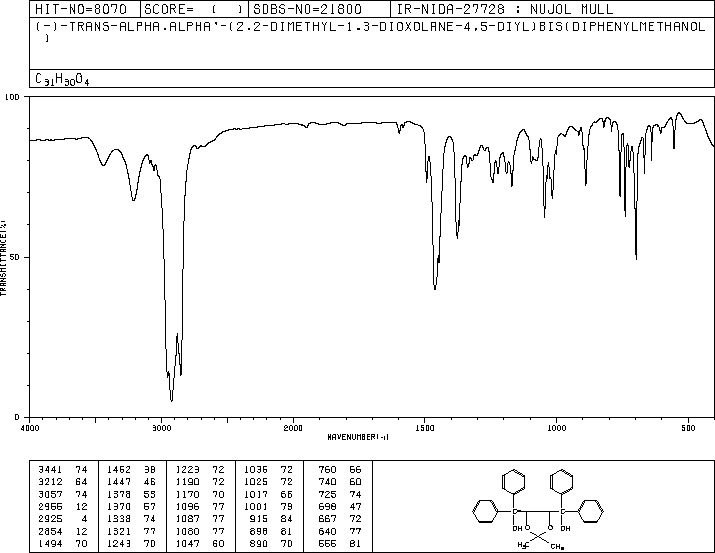 HIT-NO=8070 SCORE= ( ) SDBS-NO=21800 IR-NIDA-27728 : NUJOL MULL
(-)-TRANS-ALPHA.ALPHA'-(2.2-DIMETHYL-1.3-DIOXOLANE-4.5-DIYL)BIS(DIPHENYLMETHANOL
)
C31H30O4
100
50
0
TRANSMITTANCE(%)
4000 3000 2000 1500 1000 500
WAVENUMBER(-1)
3441 74 1462 38 1223 72 1036 72 760 66
3212 64 1447 46 1190 72 1025 72 740 60
3057 74 1378 55 1170 70 1017 66 725 74
2966 12 1370 67 1096 77 1001 79 698 47
2925 4 1338 74 1087 77 915 84 667 72
2854 12 1321 77 1080 77 898 81 640 77
1494 70 1243 70 1047 60 890 70 556 81
C C
OH O O OH
H3C CH3